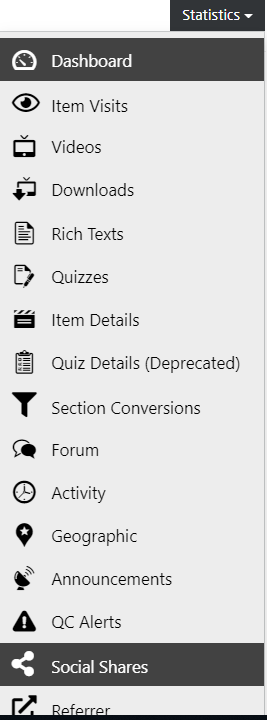 Statistics
Dashboard
Item Visits
Videos
Downloads
Rich Texts
Quizzes
Item Details
Quiz Details (Deprecated)
Section Conversions
Forum
Activity
Geographic
Announcements
QC Alerts
Social Shares
Referrer